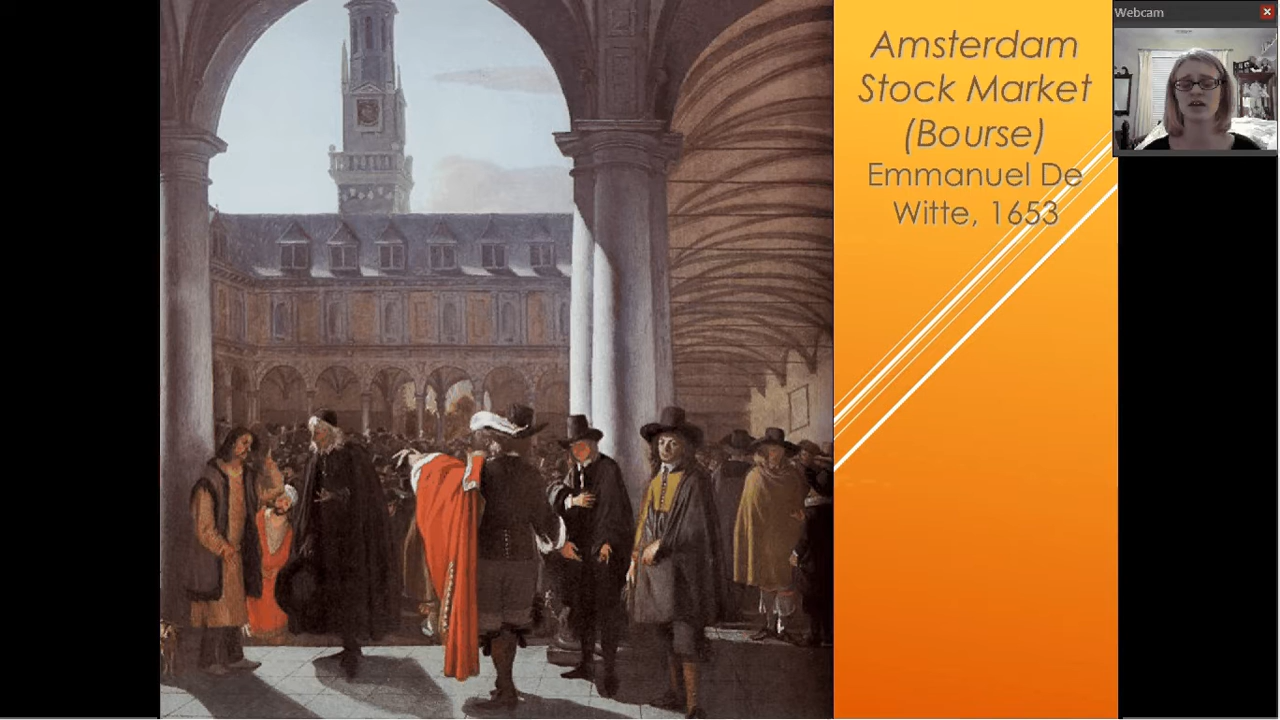 Amsterdam
Stock Market
(Bourse)
Emmanuel De
Witte, 1653
Webcam